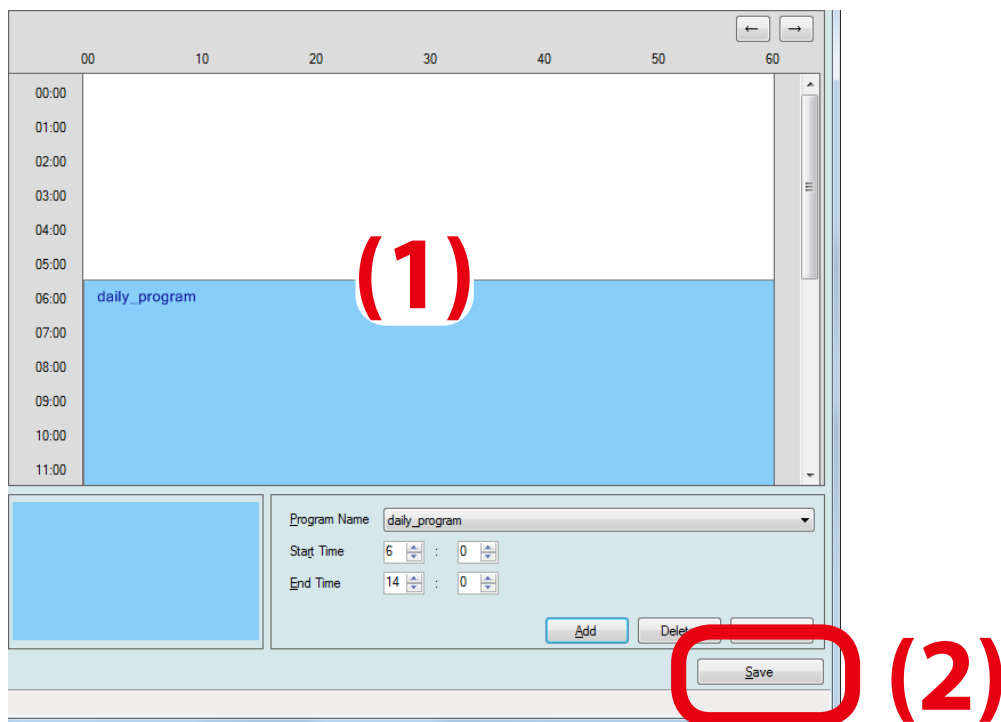 ← →
00 10 20 30 40 50 60
00:00
01:00
02:00
03:00
04:00
05:00
(1)
06:00 daily_program
07:00
08:00
09:00
10:00
11:00
Program Name daily_program
Start Time 6 : 0
End Time 14 : 0
Add Delete
Save
(2)